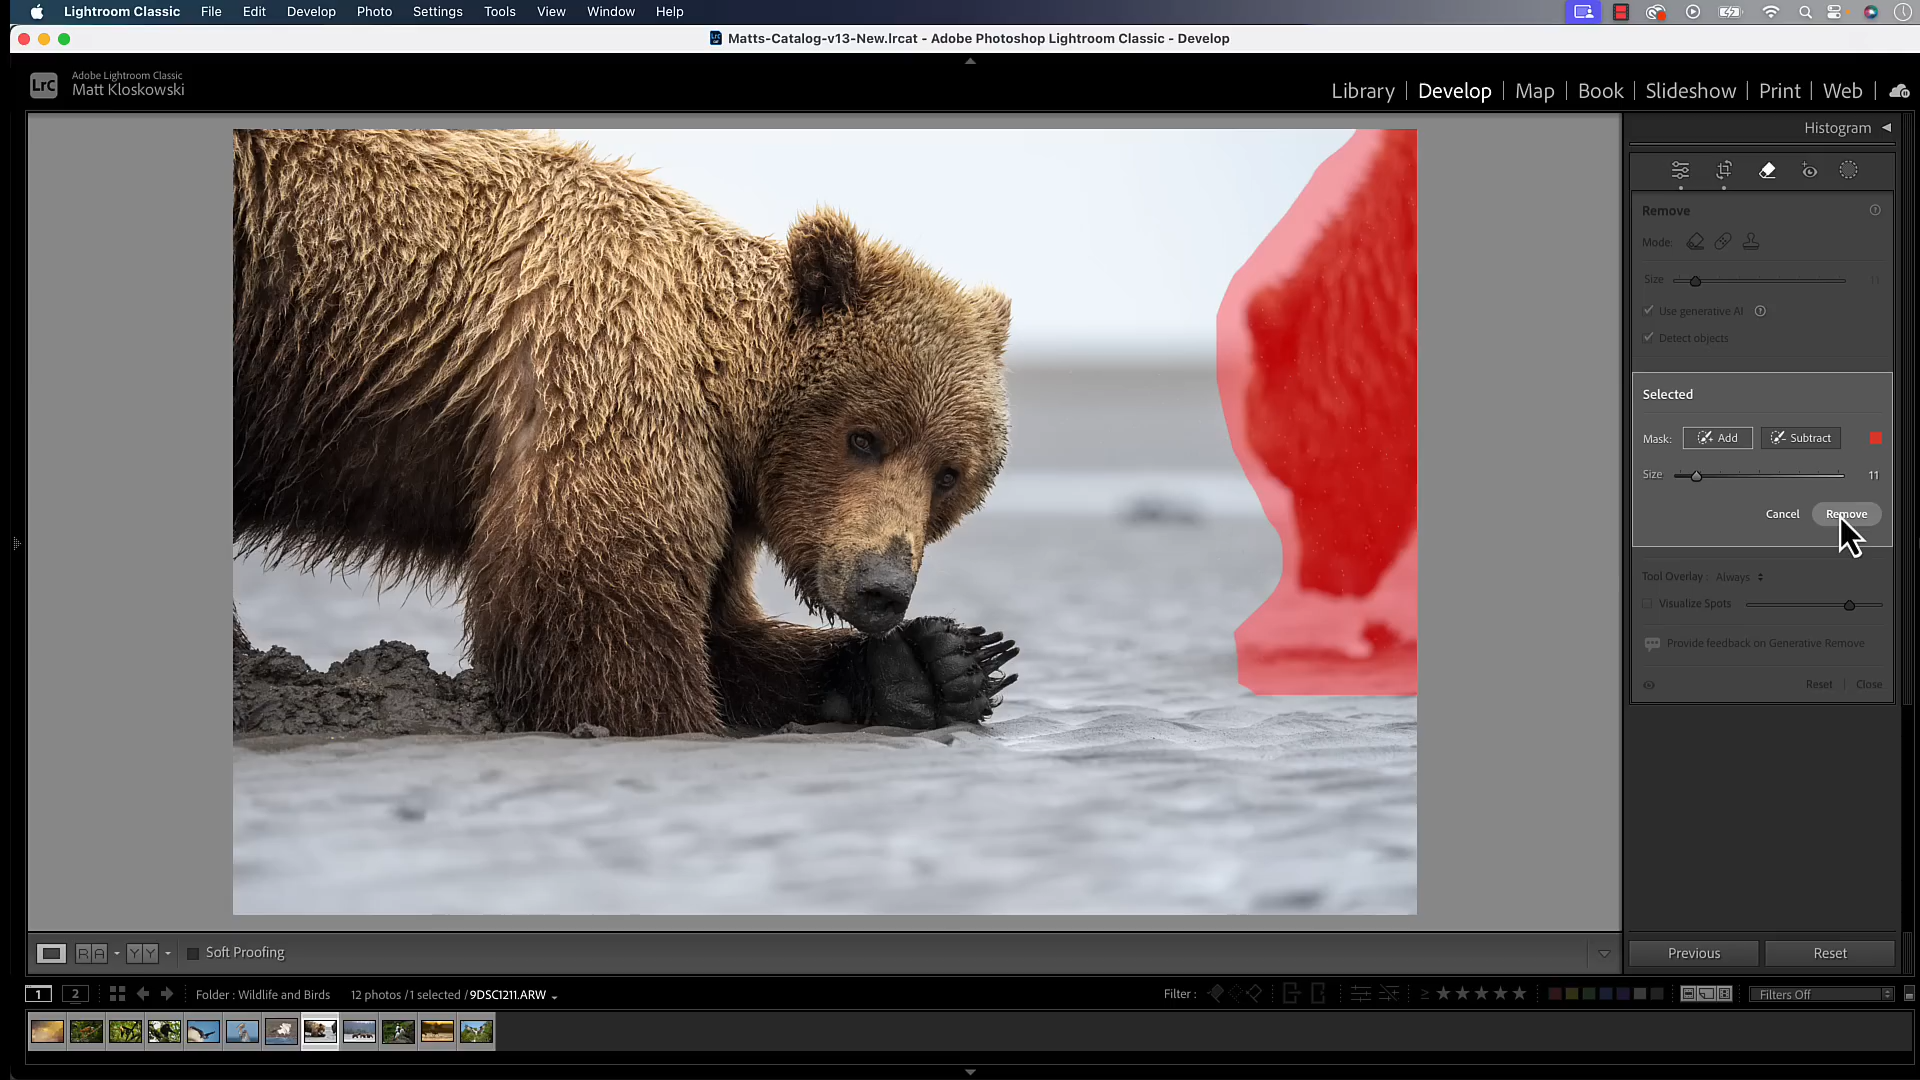 Lightroom Classic File Edit Develop Photo Settings Tools View Window Help
Matts-Catalog-v13-New.lrcat - Adobe Photoshop Lightroom Classic - Develop
LrC Adobe Lightroom Classic
Matt Kloskowski
Library | Develop | Map | Book | Slideshow | Print | Web |
Histogram
Remove
Mode:
Size 11
Use generative AI
Detect objects
Selected
Mask: Add Subtract
Size 11
Cancel Remove
Tool Overlay : Always
Visualize Spots
Provide feedback on Generative Remove
Reset | Close
R A Y Y Soft Proofing
Previous Reset
1 2 Folder : Wildlife and Birds 12 photos / 1 selected / 9DSC1211.ARW Filter : ≥ ★ ★ ★ ★ ★ Filters Off